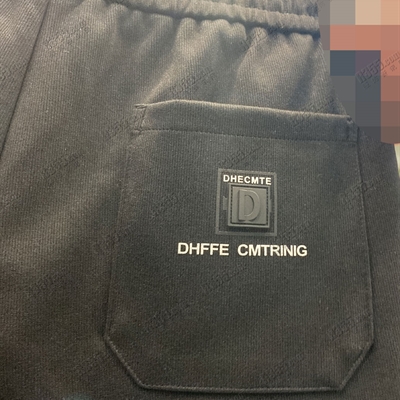 DHECMTE
D
DHFFE CMTRINIG